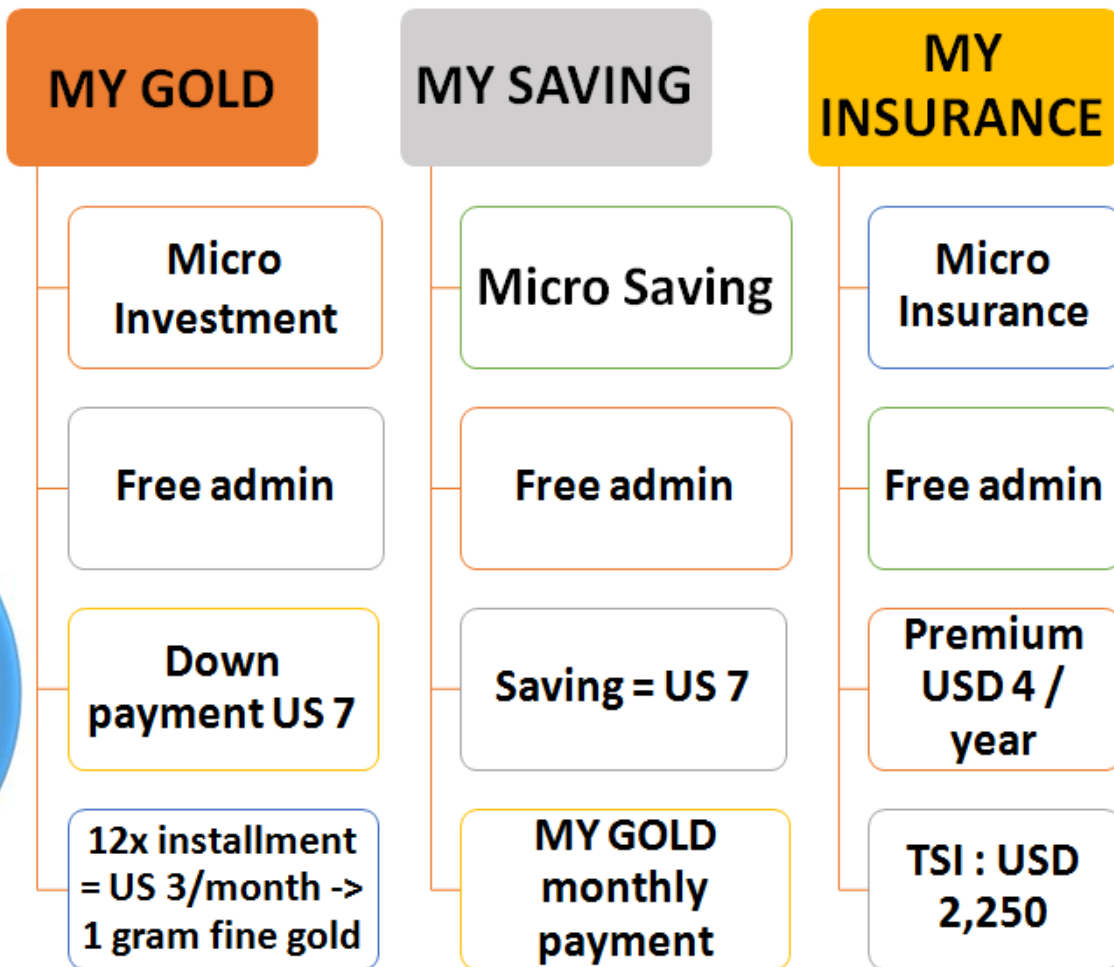 MY GOLD
Micro
Investment
Free admin
Down
payment US 7
12x installment
= US 3/month ->
1 gram fine gold
MY SAVING
Micro Saving
Free admin
Saving = US 7
MY GOLD
monthly
payment
MY
INSURANCE
Micro
Insurance
Free admin
Premium
USD 4 /
year
TSI : USD
2,250